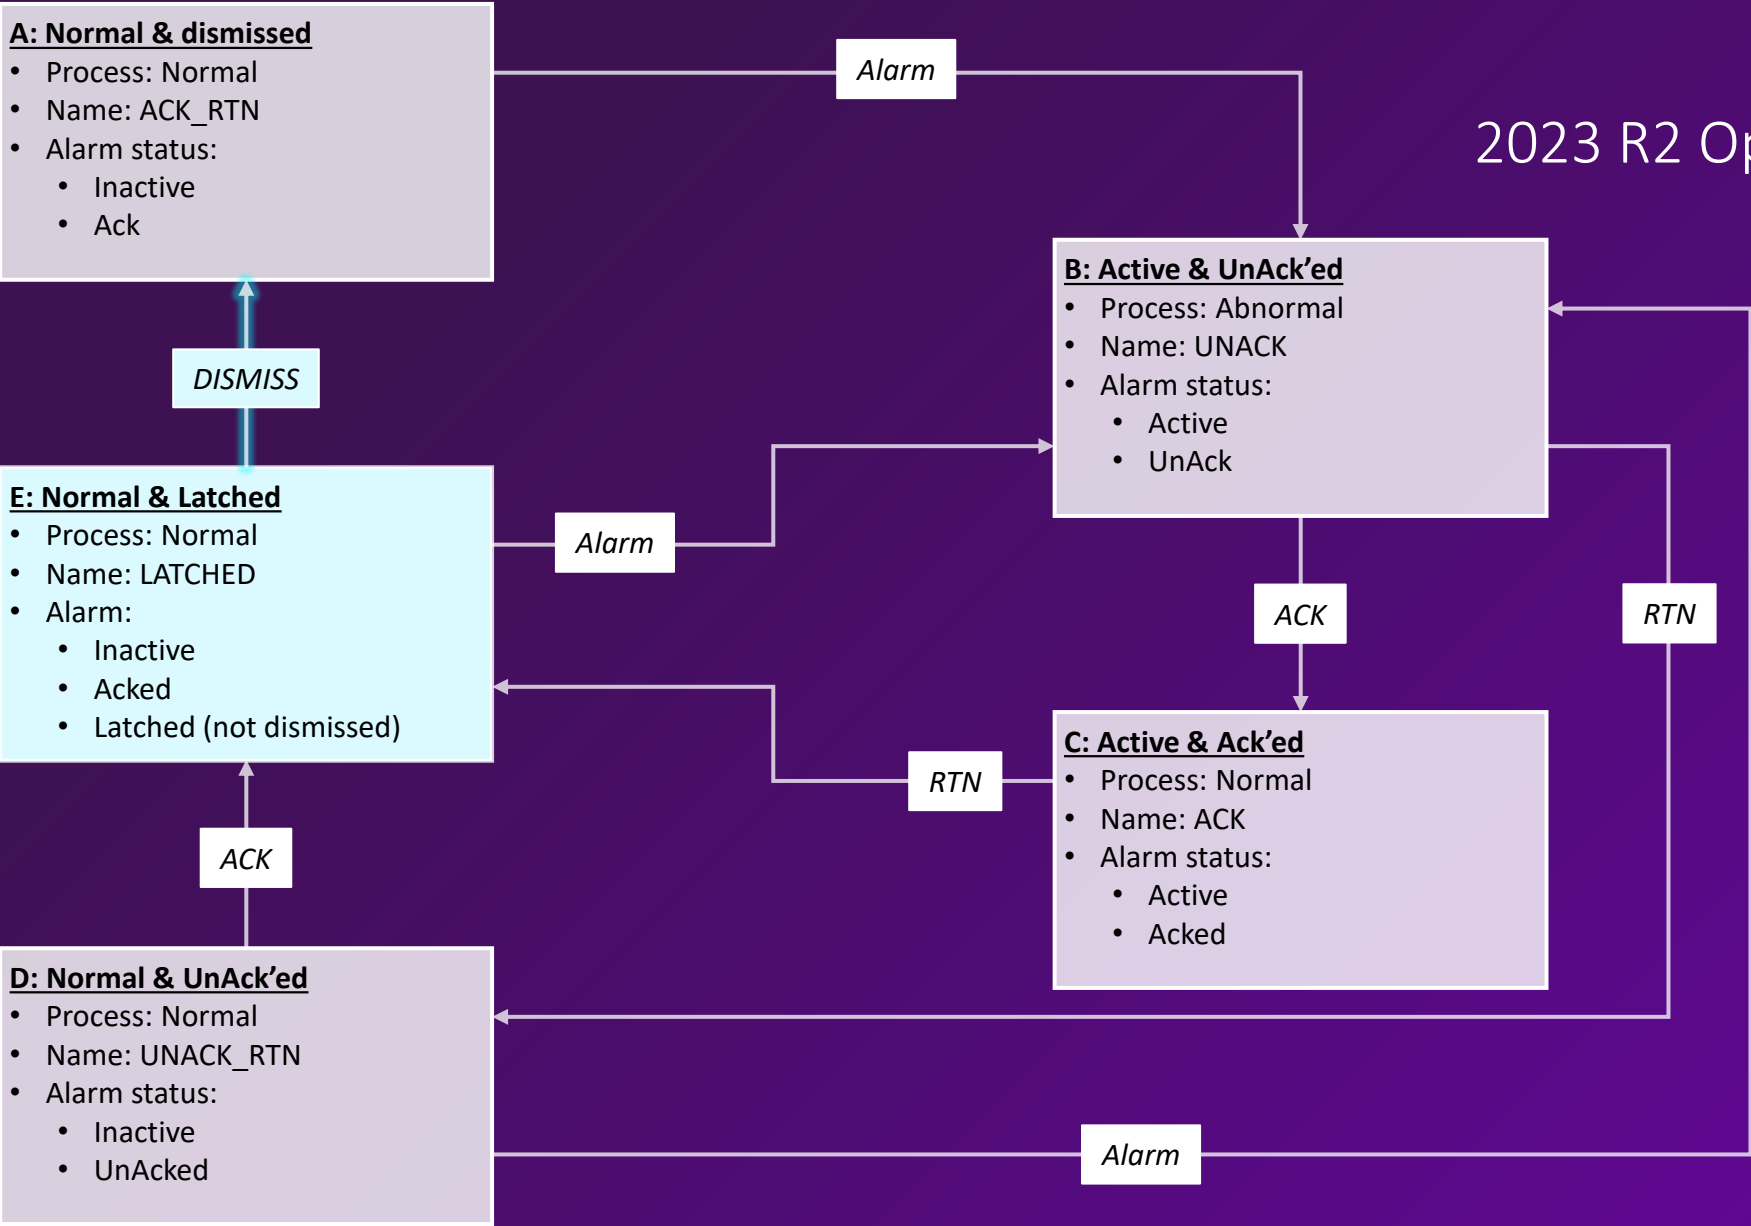 A: Normal & dismissed
• Process: Normal
• Name: ACK_RTN
• Alarm status:
• Inactive
• Ack
Alarm
2023 R2 Op
B: Active & UnAck’ed
• Process: Abnormal
• Name: UNACK
• Alarm status:
• Active
• UnAck
DISMISS
E: Normal & Latched
• Process: Normal
• Name: LATCHED
• Alarm:
• Inactive
• Acked
• Latched (not dismissed)
Alarm
ACK
RTN
RTN
C: Active & Ack’ed
• Process: Normal
• Name: ACK
• Alarm status:
• Active
• Acked
ACK
D: Normal & UnAck’ed
• Process: Normal
• Name: UNACK_RTN
• Alarm status:
• Inactive
• UnAcked
Alarm